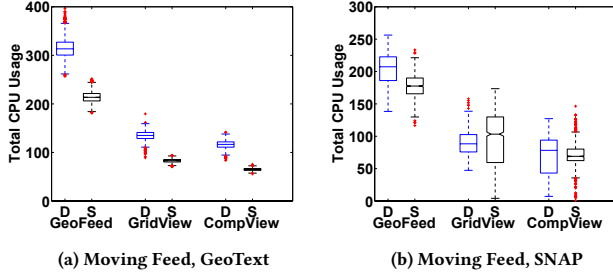 400
300
200
100
0
Total CPU Usage
D S D S D S
GeoFeed GridView CompView
(a) Moving Feed, GeoText
300
250
200
150
100
50
0
Total CPU Usage
D S D S D S
GeoFeed GridView CompView
(b) Moving Feed, SNAP